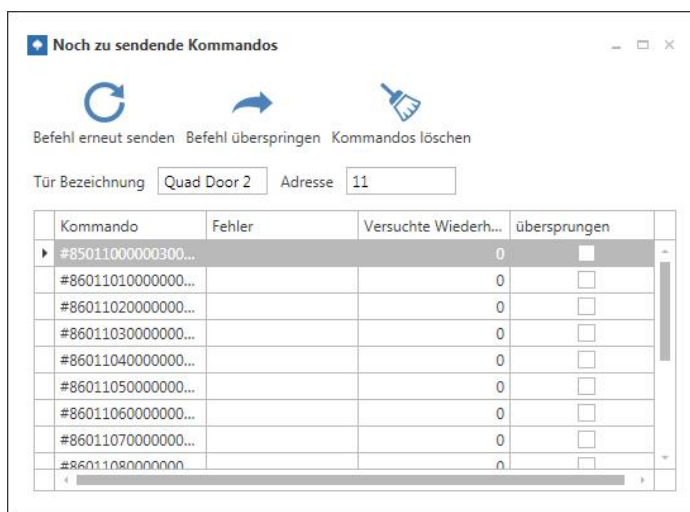 Noch zu sendende Kommandos
Befehl erneut senden Befehl überspringen Kommandos löschen
Tür Bezeichnung Quad Door 2 Adresse 11
Kommando Fehler Versuchte Wiederh... übersprungen
#85011000000300... 0
#86011010000000... 0
#86011020000000... 0
#86011030000000... 0
#86011040000000... 0
#86011050000000... 0
#86011060000000... 0
#86011070000000... 0
#86011080000000 0